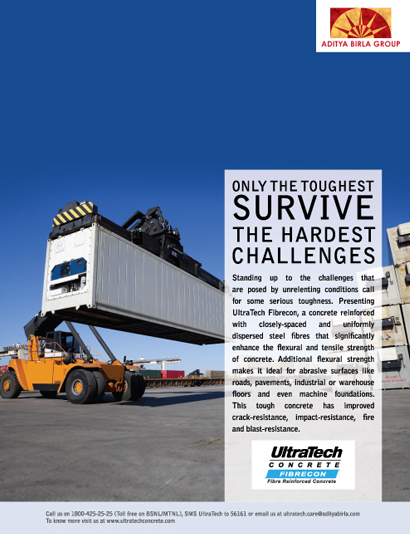 ADITYA BIRLA GROUP
ONLY THE TOUGHEST
SURVIVE
THE HARDEST
CHALLENGES
Standing up to the challenges that
are posed by unrelenting conditions call
for some serious toughness. Presenting
UltraTech Fibrecon, a concrete reinforced
with closely-spaced and uniformly
dispersed steel fibres that significantly
enhance the flexural and tensile strength
of concrete. Additional flexural strength
makes it ideal for abrasive surfaces like
roads, pavements, industrial or warehouse
floors and even machine foundations.
This tough concrete has improved
crack-resistance, impact-resistance, fire
and blast-resistance.
UltraTech
CONCRETE
FIBRECON
Fibre Reinforced Concrete
Call us on 1800-425-25-25 (Toll free on BSNL/MTNL), SMS UltraTech to 56161 or email us at ultratech.care@adityabirla.com
To know more visit us at www.ultratechconcrete.com